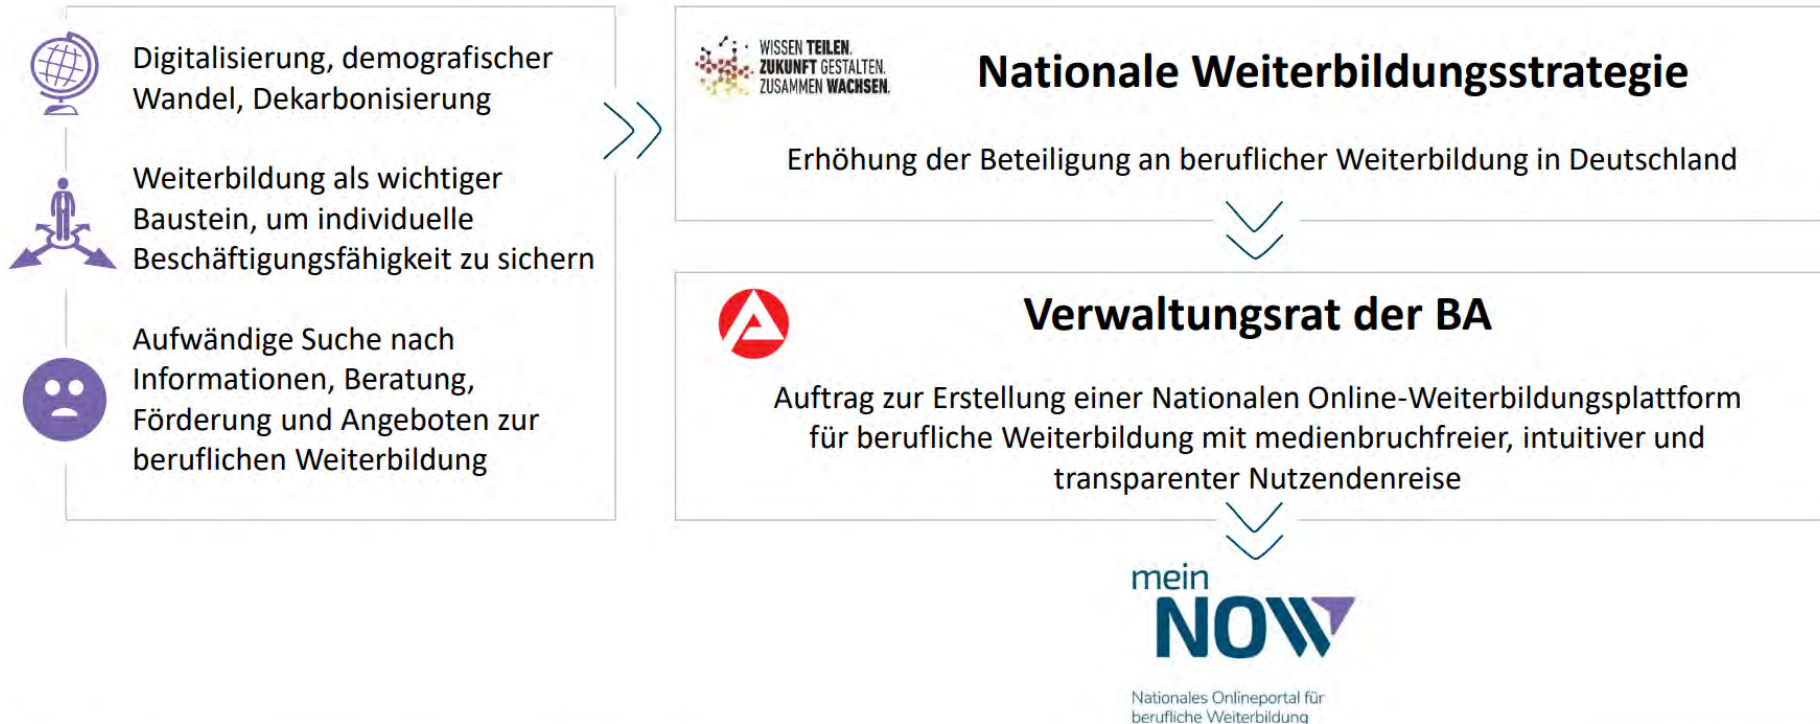 Digitalisierung, demografischer
Wandel, Dekarbonisierung
Weiterbildung als wichtiger
Baustein, um individuelle
Beschäftigungsfähigkeit zu sichern
Aufwändige Suche nach
Informationen, Beratung,
Förderung und Angeboten zur
beruflichen Weiterbildung
WISSEN TEILEN.
ZUKUNFT GESTALTEN.
ZUSAMMEN WACHSEN.
Nationale Weiterbildungsstrategie
Erhöhung der Beteiligung an beruflicher Weiterbildung in Deutschland
Verwaltungsrat der BA
Auftrag zur Erstellung einer Nationalen Online-Weiterbildungsplattform
für berufliche Weiterbildung mit medienbruchfreier, intuitiver und
transparenter Nutzendenreise
mein
NOW
Nationales Onlineportal für
berufliche Weiterbildung